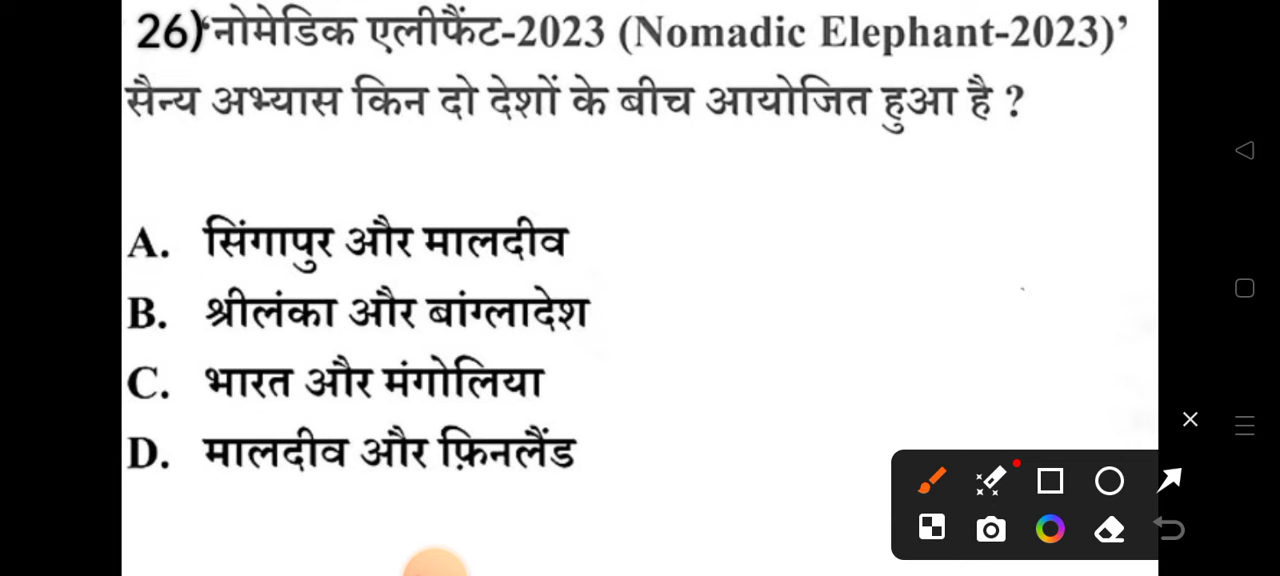 26)‘नोमेडिक एलीफैंट-2023 (Nomadic Elephant-2023)’
सैन्य अभ्यास किन दो देशों के बीच आयोजित हुआ है ?
A. सिंगापुर और मालदीव
B. श्रीलंका और बांग्लादेश
C. भारत और मंगोलिया
D. मालदीव और फ़िनलैंड